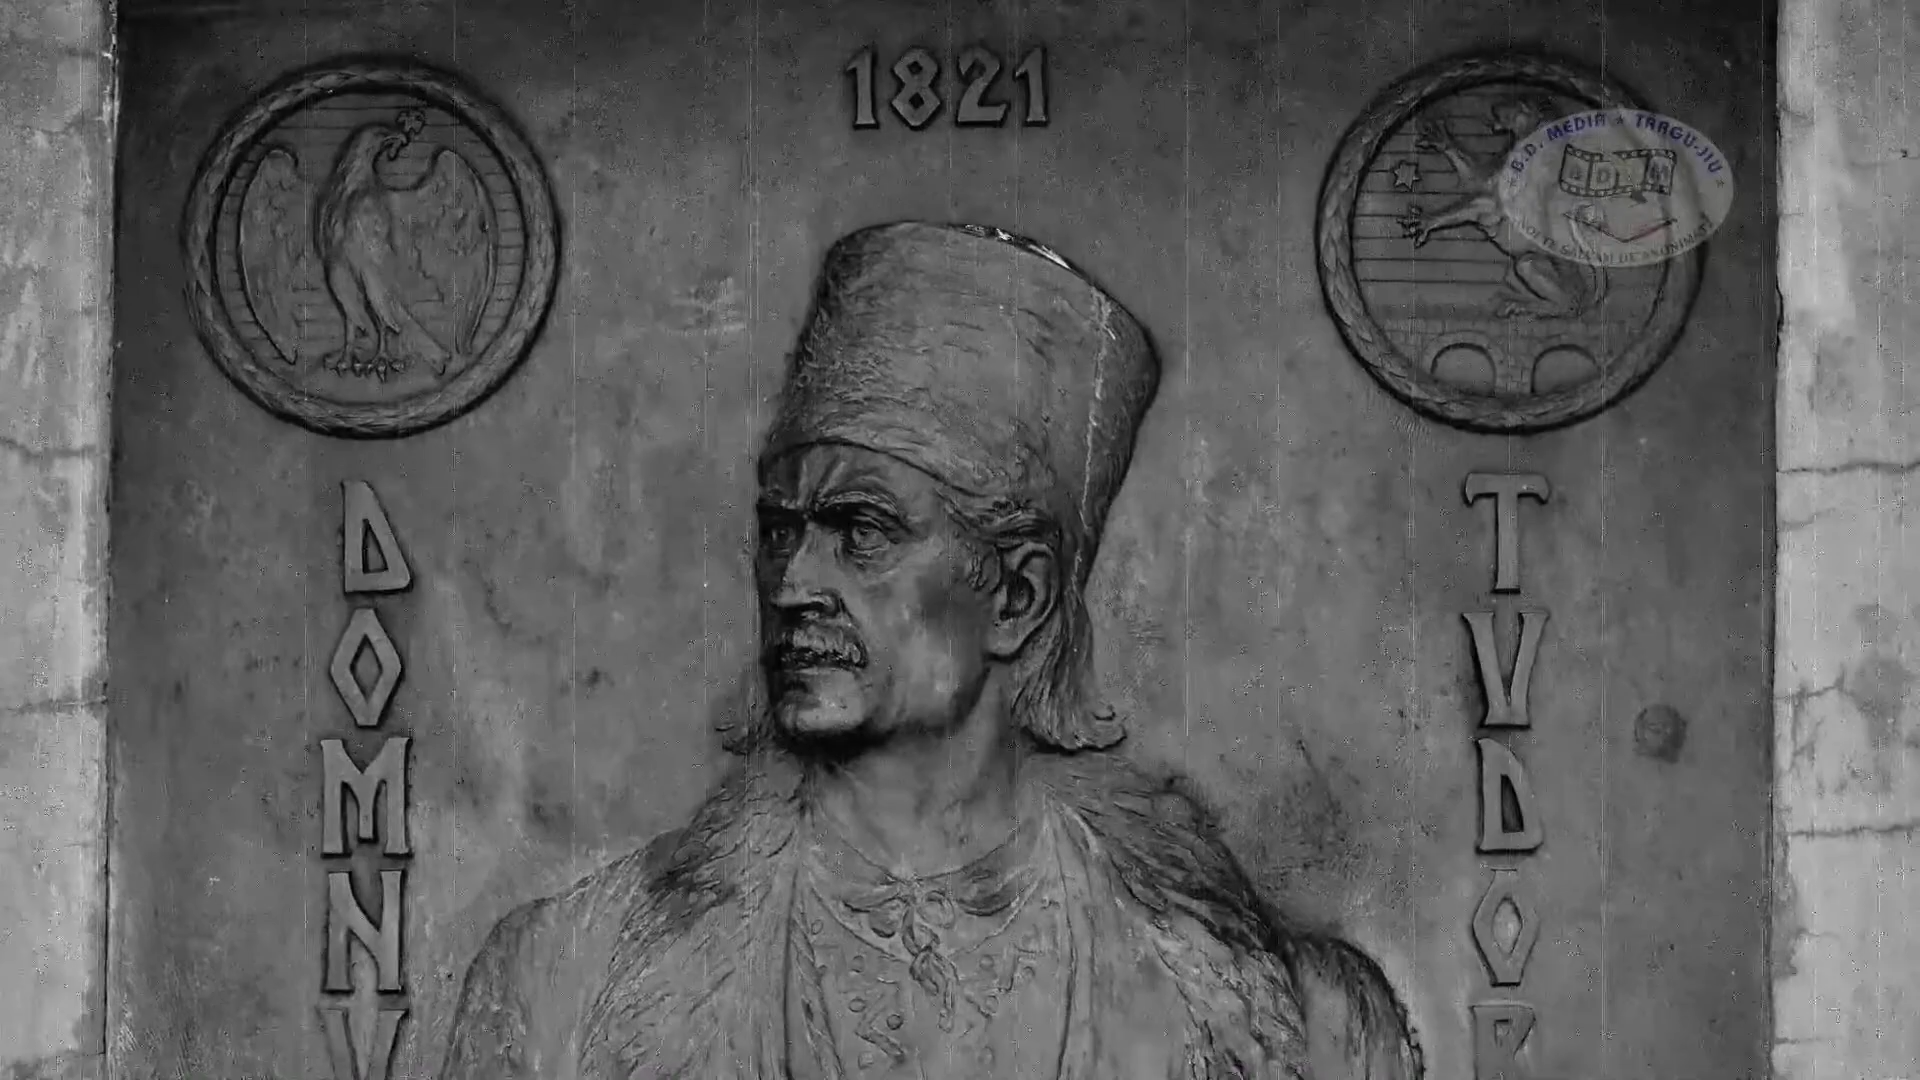 1821
DOMNV
TVDOR
G.D. MEDIA ★ TARGU-JIU